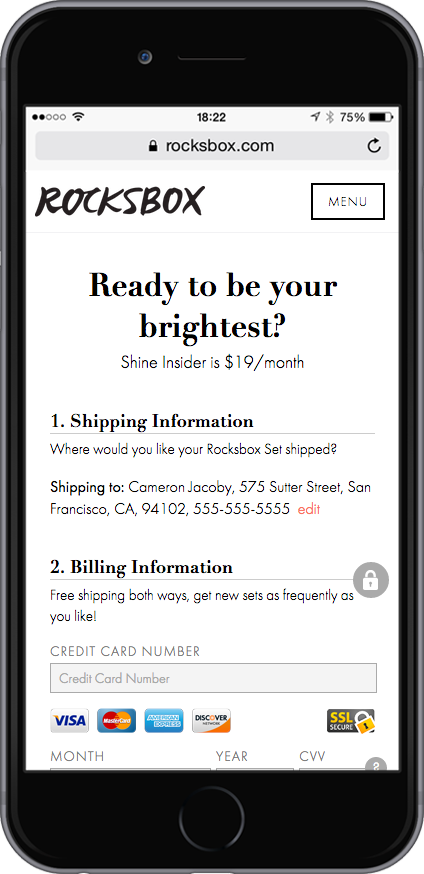 18:22
75%
rocksbox.com
ROCKSBOX
MENU
Ready to be your
brightest?
Shine Insider is $19/month
1. Shipping Information
Where would you like your Rocksbox Set shipped?
Shipping to: Cameron Jacoby, 575 Sutter Street, San
Francisco, CA, 94102, 555-555-5555 edit
2. Billing Information
Free shipping both ways, get new sets as frequently as
you like!
CREDIT CARD NUMBER
Credit Card Number
VISA MasterCard AMERICAN EXPRESS DISCOVER NETWORK SSL SECURE
MONTH YEAR CVV
?